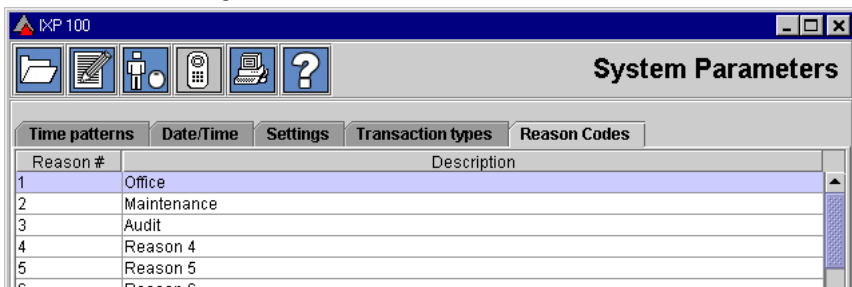 IXP 100
System Parameters
Time patterns Date/Time Settings Transaction types Reason Codes
Reason # Description
1 Office
2 Maintenance
3 Audit
4 Reason 4
5 Reason 5